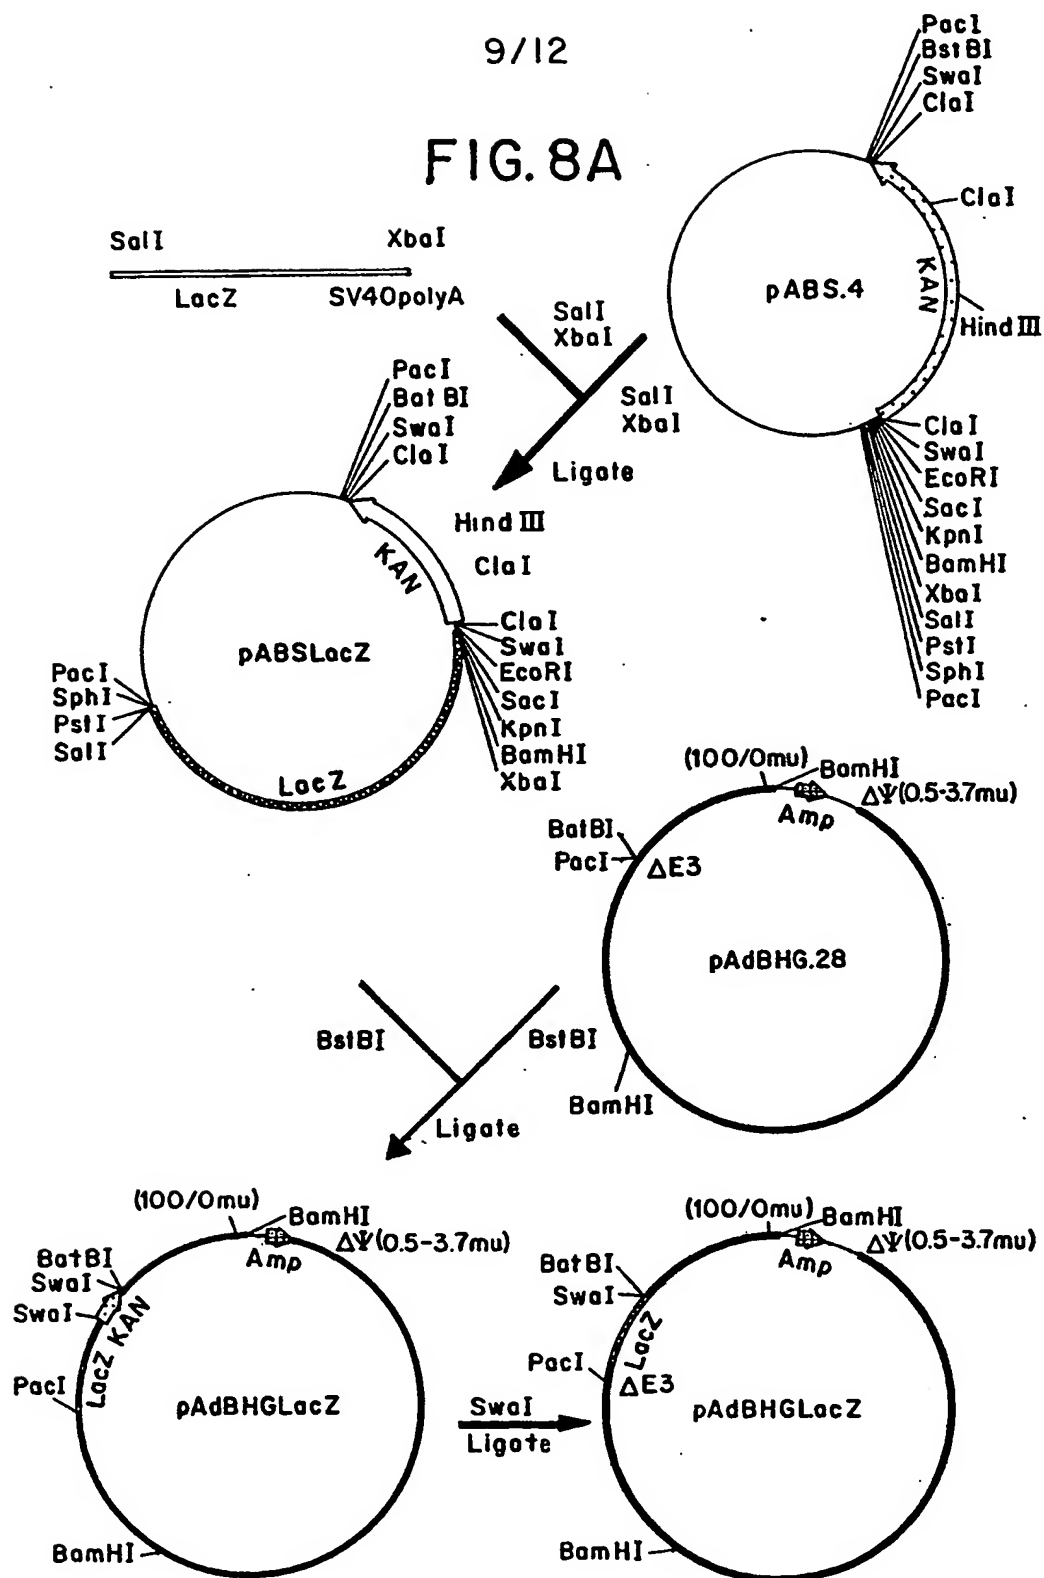 9/12
FIG. 8A
PacI
BstBI
SwaI
ClaI
ClaI
KAN
HindIII
pABS.4
ClaI
SwaI
EcoRI
SacI
KpnI
BamHI
XbaI
SalI
PstI
SphI
PacI
SalI
XbaI
LacZ
SV40polyA
SalI
XbaI
SalI
XbaI
Ligate
PacI
BatBI
SwaI
ClaI
HindIII
ClaI
KAN
pABSLacZ
ClaI
SwaI
EcoRI
SacI
KpnI
BamHI
XbaI
PacI
SphI
PstI
SalI
LacZ
(100/0mu)
BamHI
ΔΨ(0.5-3.7mu)
Amp
BatBI
PacI
ΔE3
pAdBHG.28
BamHI
BstBI
BstBI
Ligate
(100/0mu)
BamHI
ΔΨ(0.5-3.7mu)
Amp
BatBI
SwaI
SwaI
KAN
LacZ
PacI
pAdBHGLacZ
BamHI
SwaI
Ligate
(100/0mu)
BamHI
ΔΨ(0.5-3.7mu)
Amp
BatBI
SwaI
LacZ
PacI
ΔE3
pAdBHGLacZ
BamHI